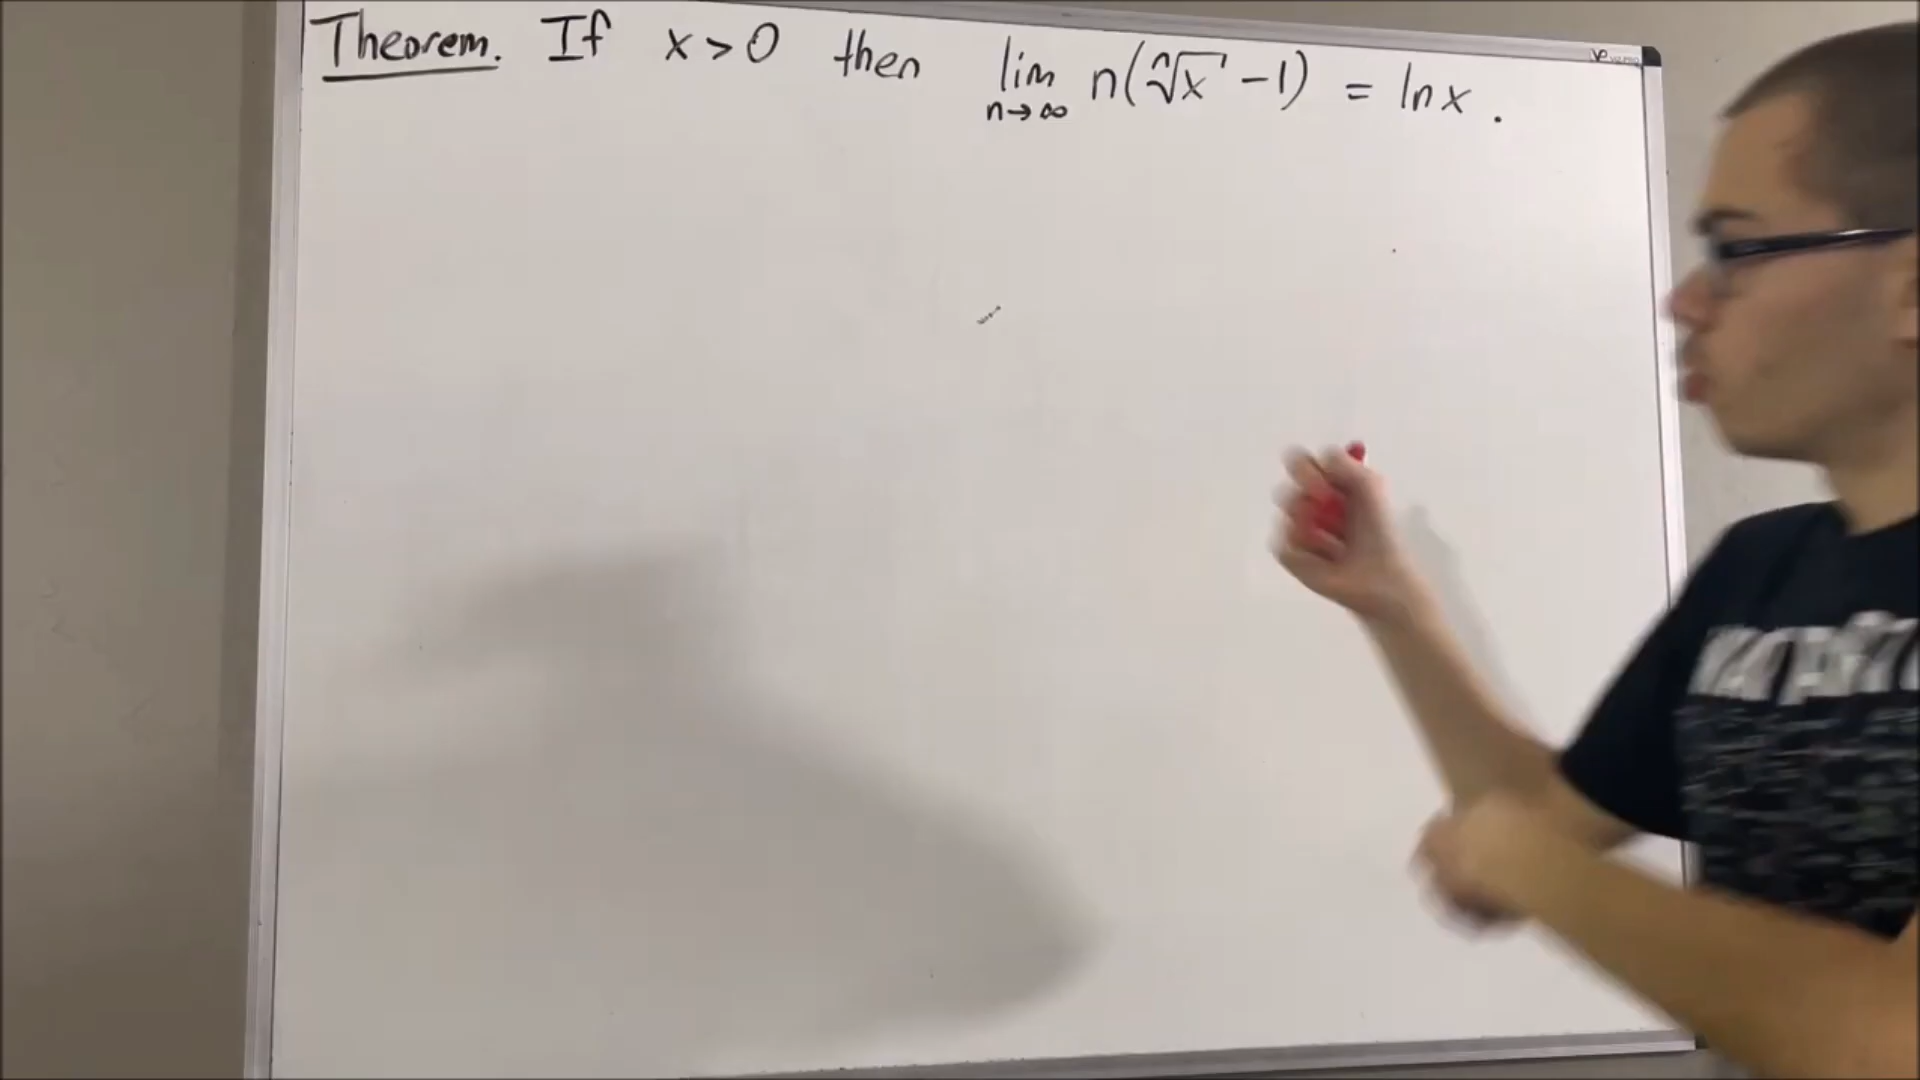 Theorem. If x > 0 then lim n→∞ n(ⁿ√x - 1) = ln x.